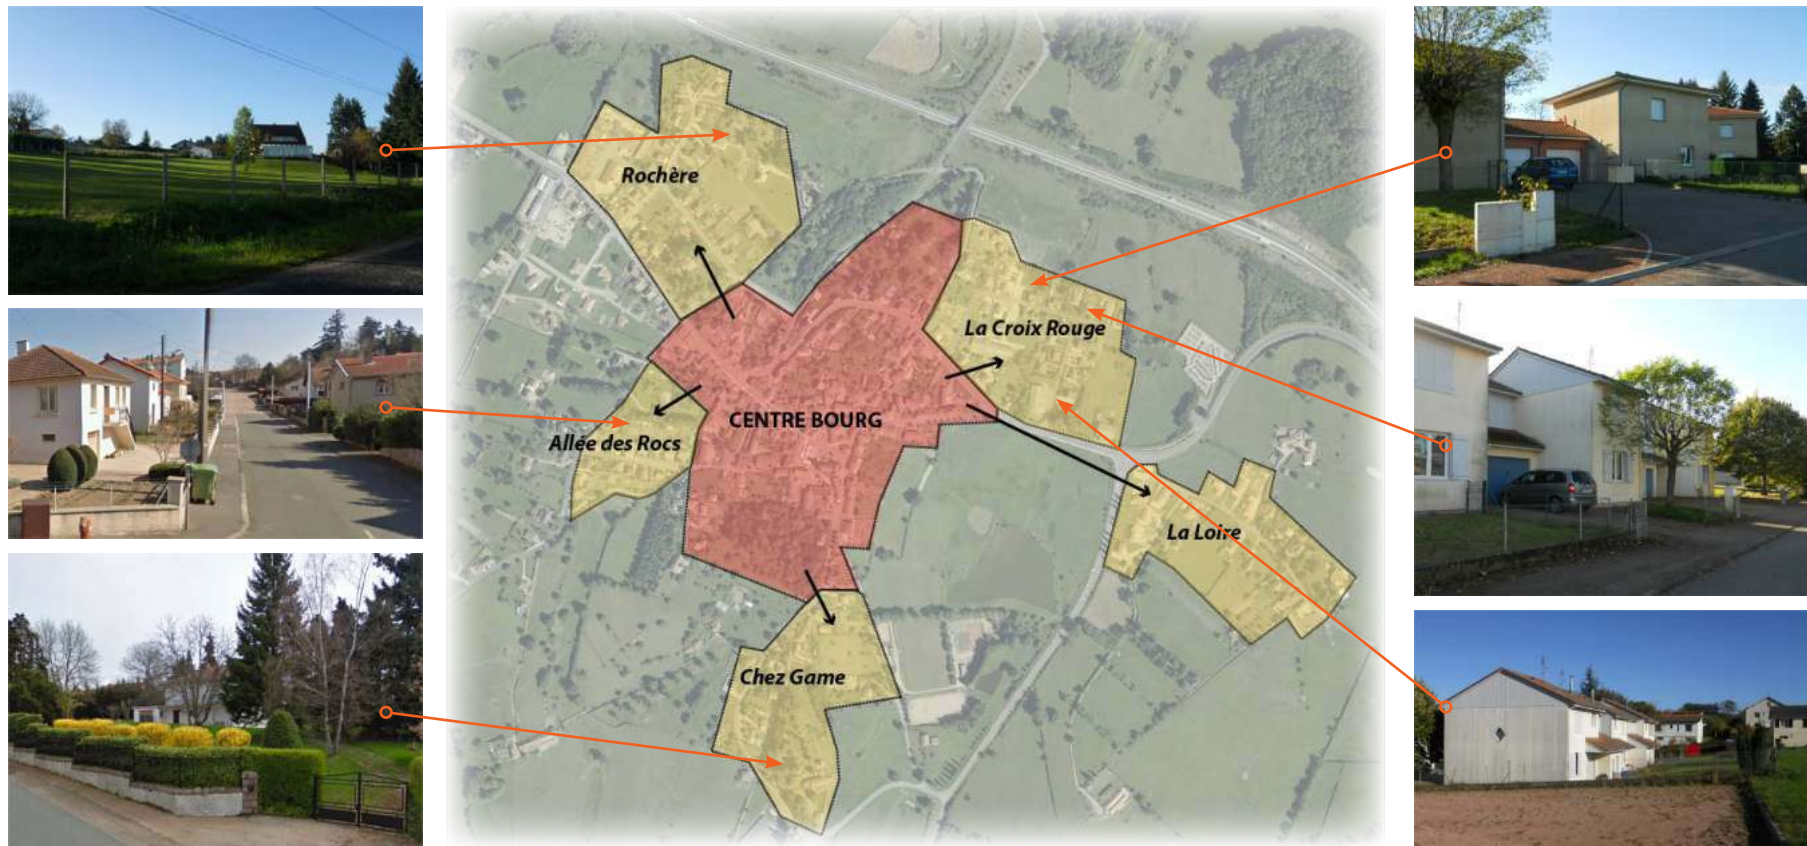 Rochère
La Croix Rouge
CENTRE BOURG
Allée des Rocs
La Loire
Chez Game